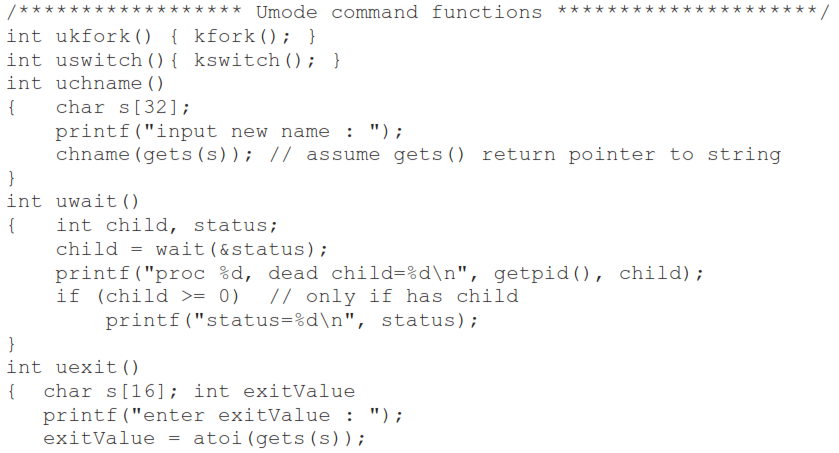 /****************** Umode command functions *********************/
int ukfork() { kfork(); }
int uswitch(){ kswitch(); }
int uchname()
{   char s[32];
    printf("input new name : ");
    chname(gets(s)); // assume gets() return pointer to string
}
int uwait()
{   int child, status;
    child = wait(&status);
    printf("proc %d, dead child=%d\n", getpid(), child);
    if (child >= 0)  // only if has child
        printf("status=%d\n", status);
}
int uexit()
{  char s[16]; int exitValue
   printf("enter exitValue : ");
   exitValue = atoi(gets(s));